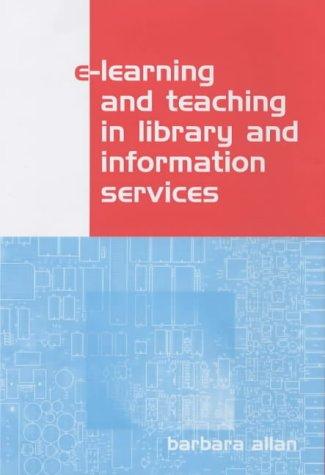 e-learning
and teaching
in library and
information
services
barbara allan